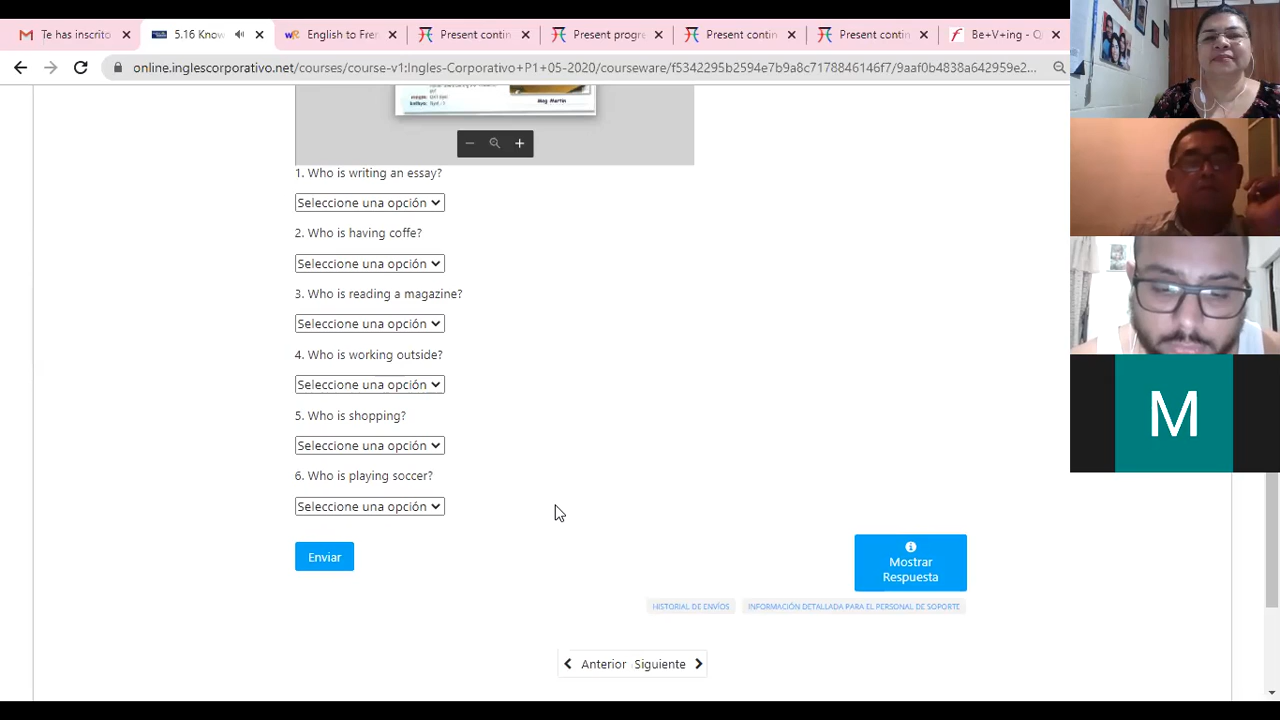 Te has inscrito
5.16 Know
English to Fren
Present contin
Present progre
Present contin
Present contin
Be+V+ing - Q
online.inglescorporativo.net/courses/course-v1:Ingles-Corporativo+P1+05-2020/courseware/f5342295b2594e7b9a8c7178846146f7/9aaf0b4838a642959e2...
Meg Martin
1. Who is writing an essay?
Seleccione una opción
2. Who is having coffe?
Seleccione una opción
3. Who is reading a magazine?
Seleccione una opción
4. Who is working outside?
Seleccione una opción
5. Who is shopping?
Seleccione una opción
6. Who is playing soccer?
Seleccione una opción
Enviar
Mostrar
Respuesta
HISTORIAL DE ENVÍOS
INFORMACIÓN DETALLADA PARA EL PERSONAL DE SOPORTE
Anterior
Siguiente
M